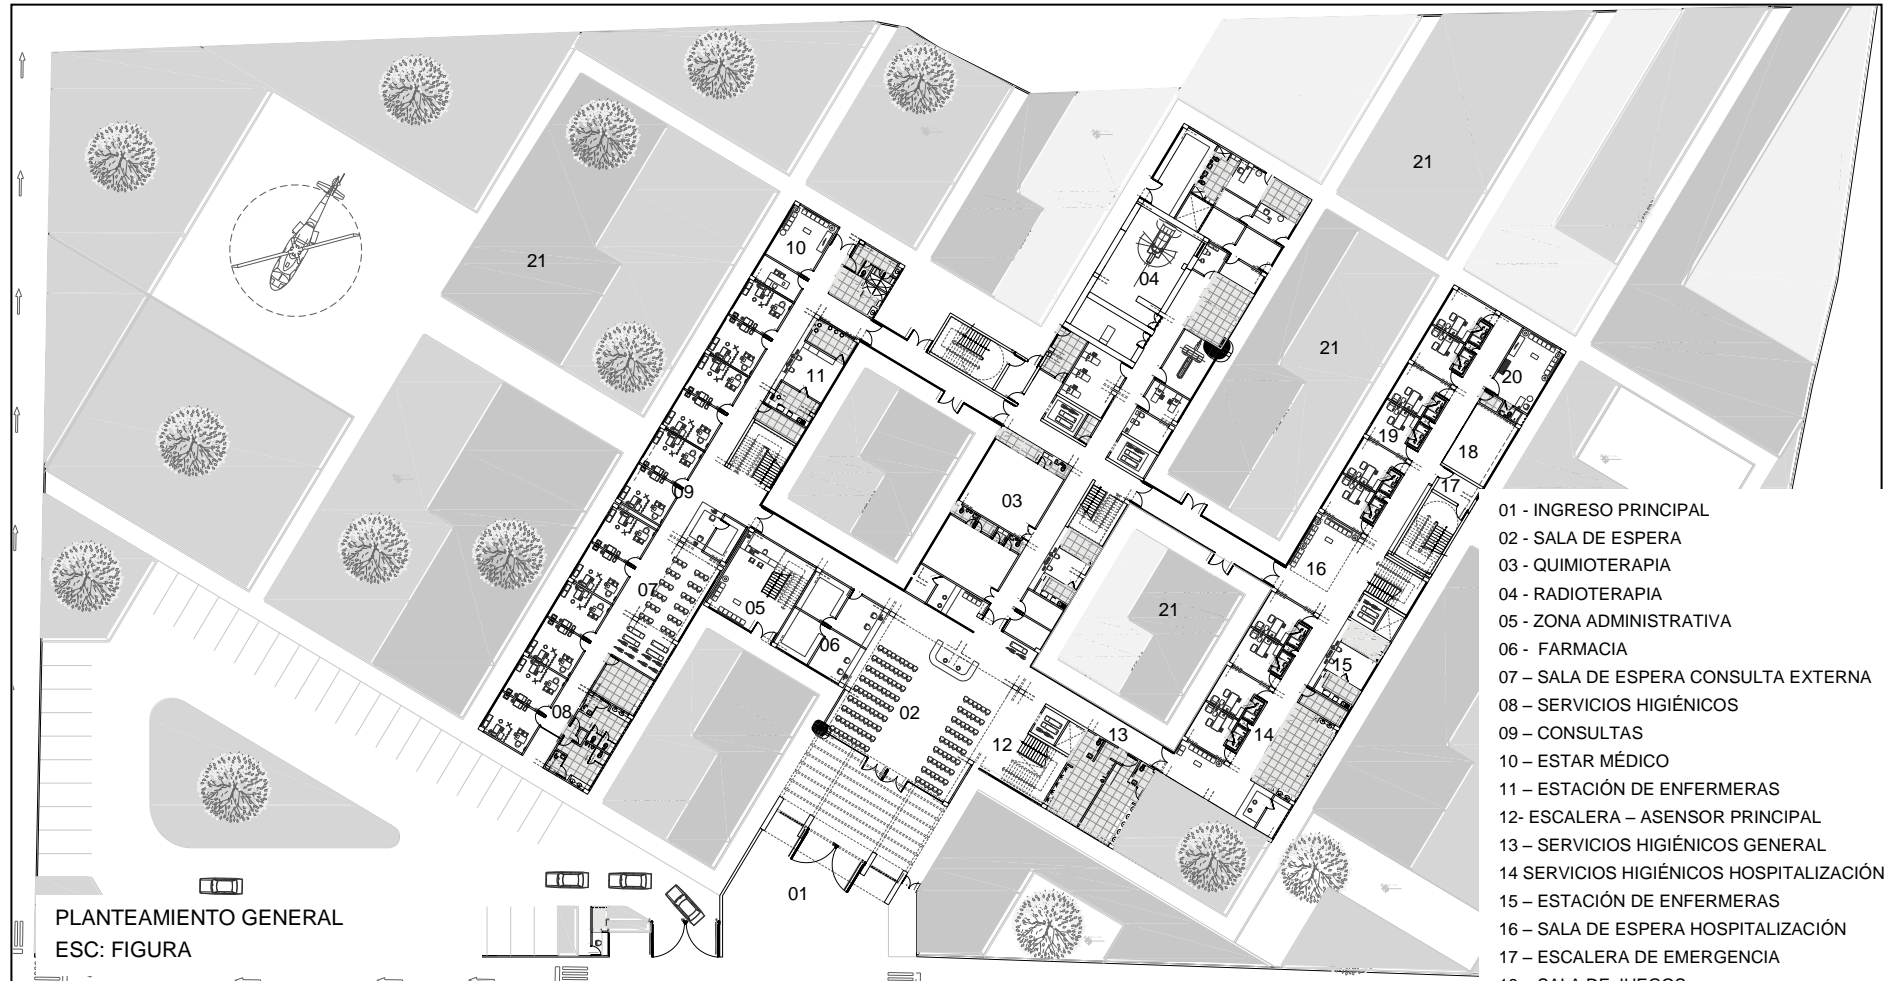 10
21
04
21
21
11
20
19
18
17
09
03
16
07
05
21
06
15
02
08
12
13
14
01
PLANTEAMIENTO GENERAL
ESC: FIGURA
01 - INGRESO PRINCIPAL
02 - SALA DE ESPERA
03 - QUIMIOTERAPIA
04 - RADIOTERAPIA
05 - ZONA ADMINISTRATIVA
06 - FARMACIA
07 – SALA DE ESPERA CONSULTA EXTERNA
08 – SERVICIOS HIGIÉNICOS
09 – CONSULTAS
10 – ESTAR MÉDICO
11 – ESTACIÓN DE ENFERMERAS
12- ESCALERA – ASENSOR PRINCIPAL
13 – SERVICIOS HIGIÉNICOS GENERAL
14 SERVICIOS HIGIÉNICOS HOSPITALIZACIÓN
15 – ESTACIÓN DE ENFERMERAS
16 – SALA DE ESPERA HOSPITALIZACIÓN
17 – ESCALERA DE EMERGENCIA
18 – SALA DE JUEGOS